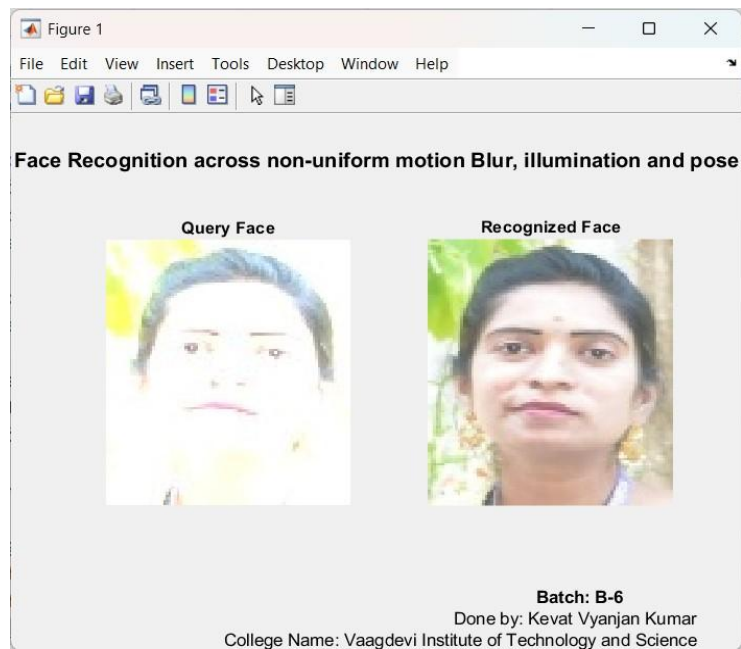 Figure 1
File Edit View Insert Tools Desktop Window Help
Face Recognition across non-uniform motion Blur, illumination and pose
Query Face
Recognized Face
Batch: B-6
Done by: Kevat Vyanjan Kumar
College Name: Vaagdevi Institute of Technology and Science